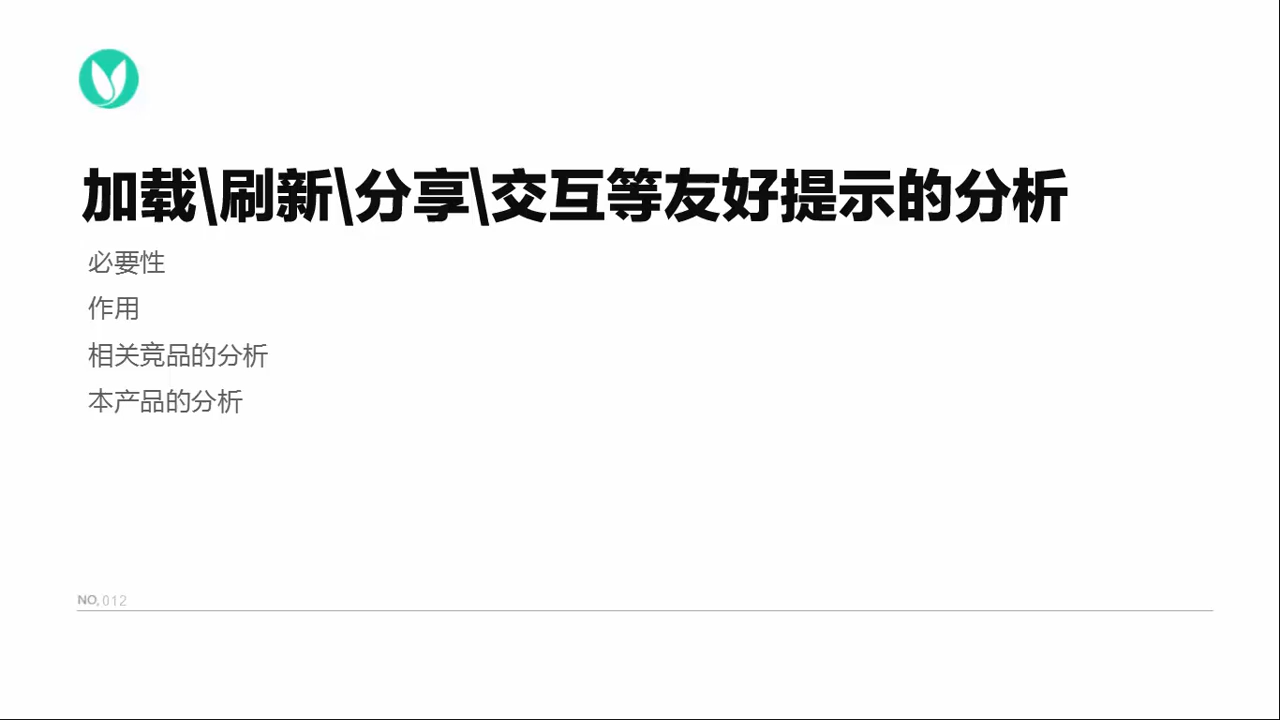 加载\刷新\分享\交互等友好提示的分析
必要性
作用
相关竞品的分析
本产品的分析
NO,012